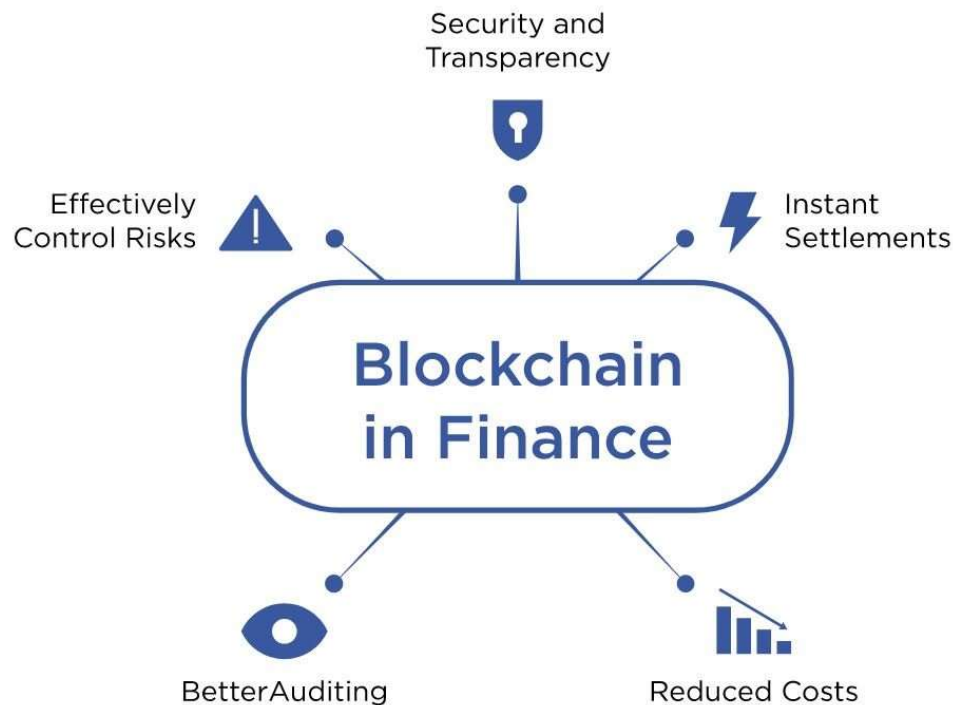 Security and
Transparency
Effectively
Control Risks
Instant
Settlements
Blockchain
in Finance
BetterAuditing
Reduced Costs